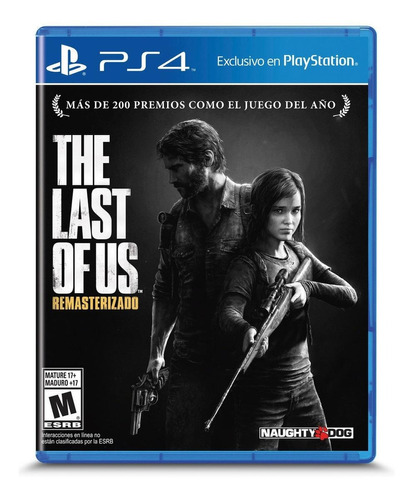 PS4
Exclusivo en PlayStation
MÁS DE 200 PREMIOS COMO EL JUEGO DEL AÑO
THE
LAST
OF US
REMASTERIZADO
MATURE 17+
MADURO +17
M
ESRB
Interacciones en línea no
están clasificadas por la ESRB
NAUGHTY DOG